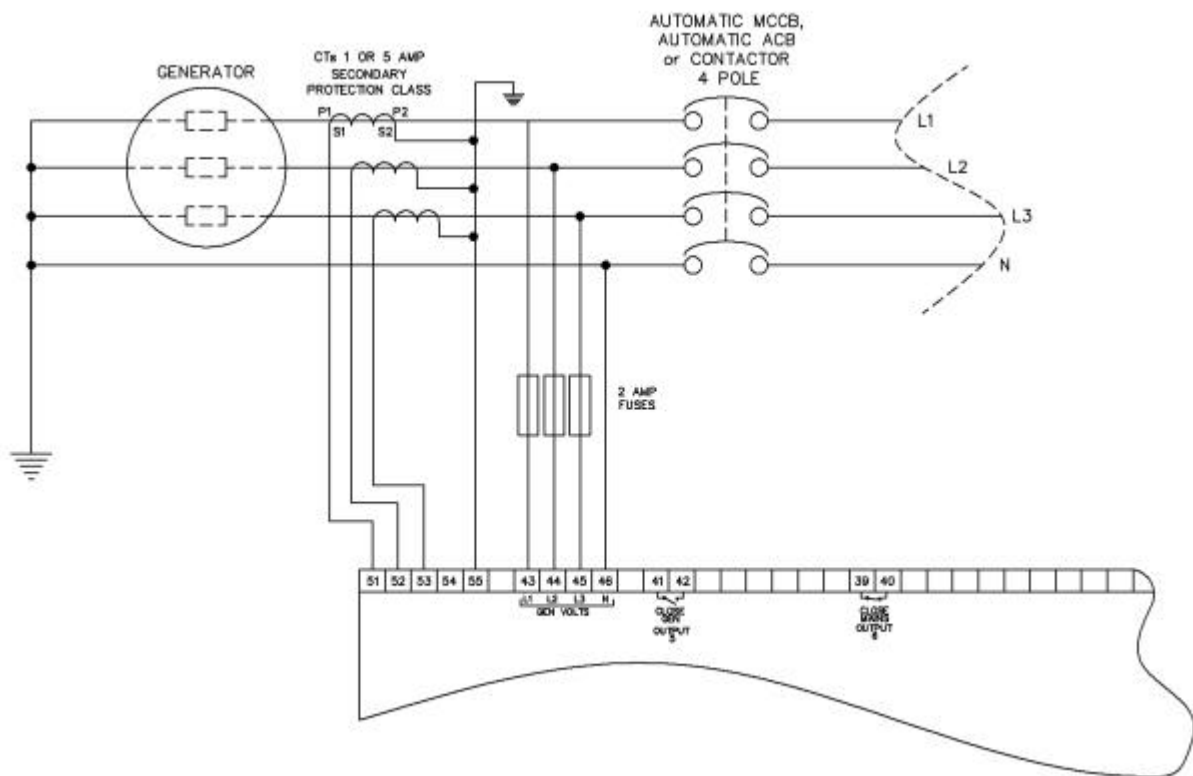 AUTOMATIC MCCB,
AUTOMATIC ACB
or CONTACTOR
4 POLE
GENERATOR
CTs 1 OR 5 AMP
SECONDARY
PROTECTION CLASS
P1
P2
S1
S2
L1
L2
L3
N
2 AMP
FUSES
51 52 53 54 55 43 44 45 46 41 42 39 40
L1 L2 L3 N
GEN VOLTS
CLOSE
GEN
OUTPUT
5
CLOSE
MAINS
OUTPUT
6